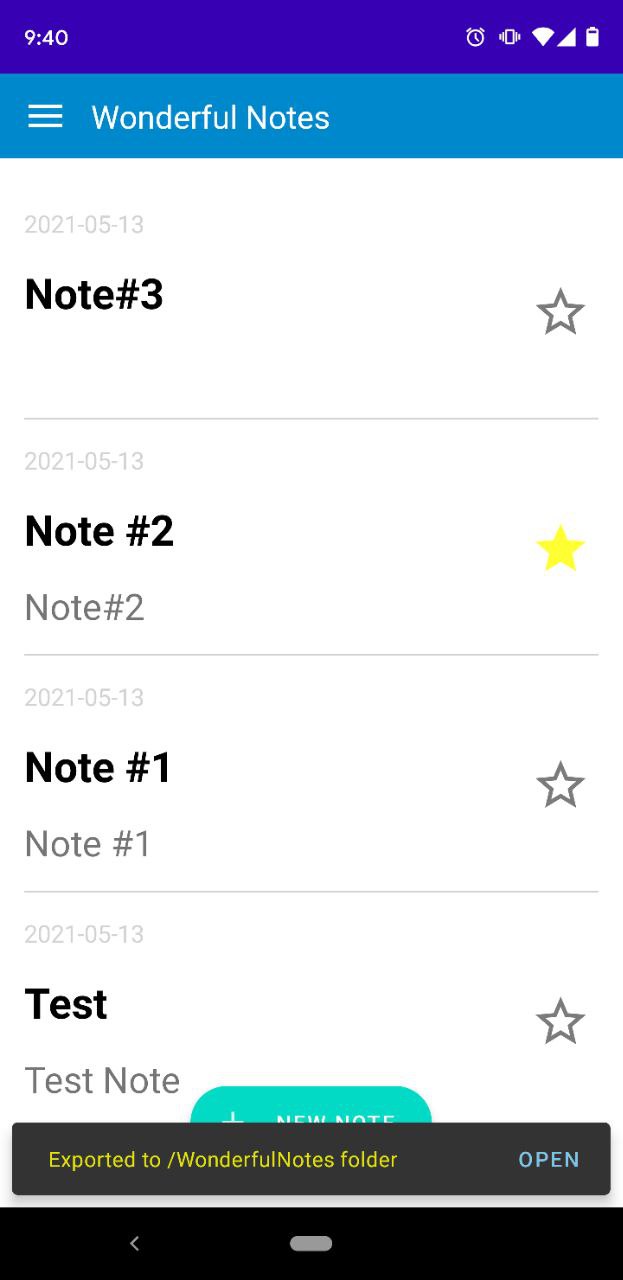 9:40
Wonderful Notes
2021-05-13
Note#3
2021-05-13
Note #2
Note#2
2021-05-13
Note #1
Note #1
2021-05-13
Test
Test Note
NEW NOTE
Exported to /WonderfulNotes folder OPEN